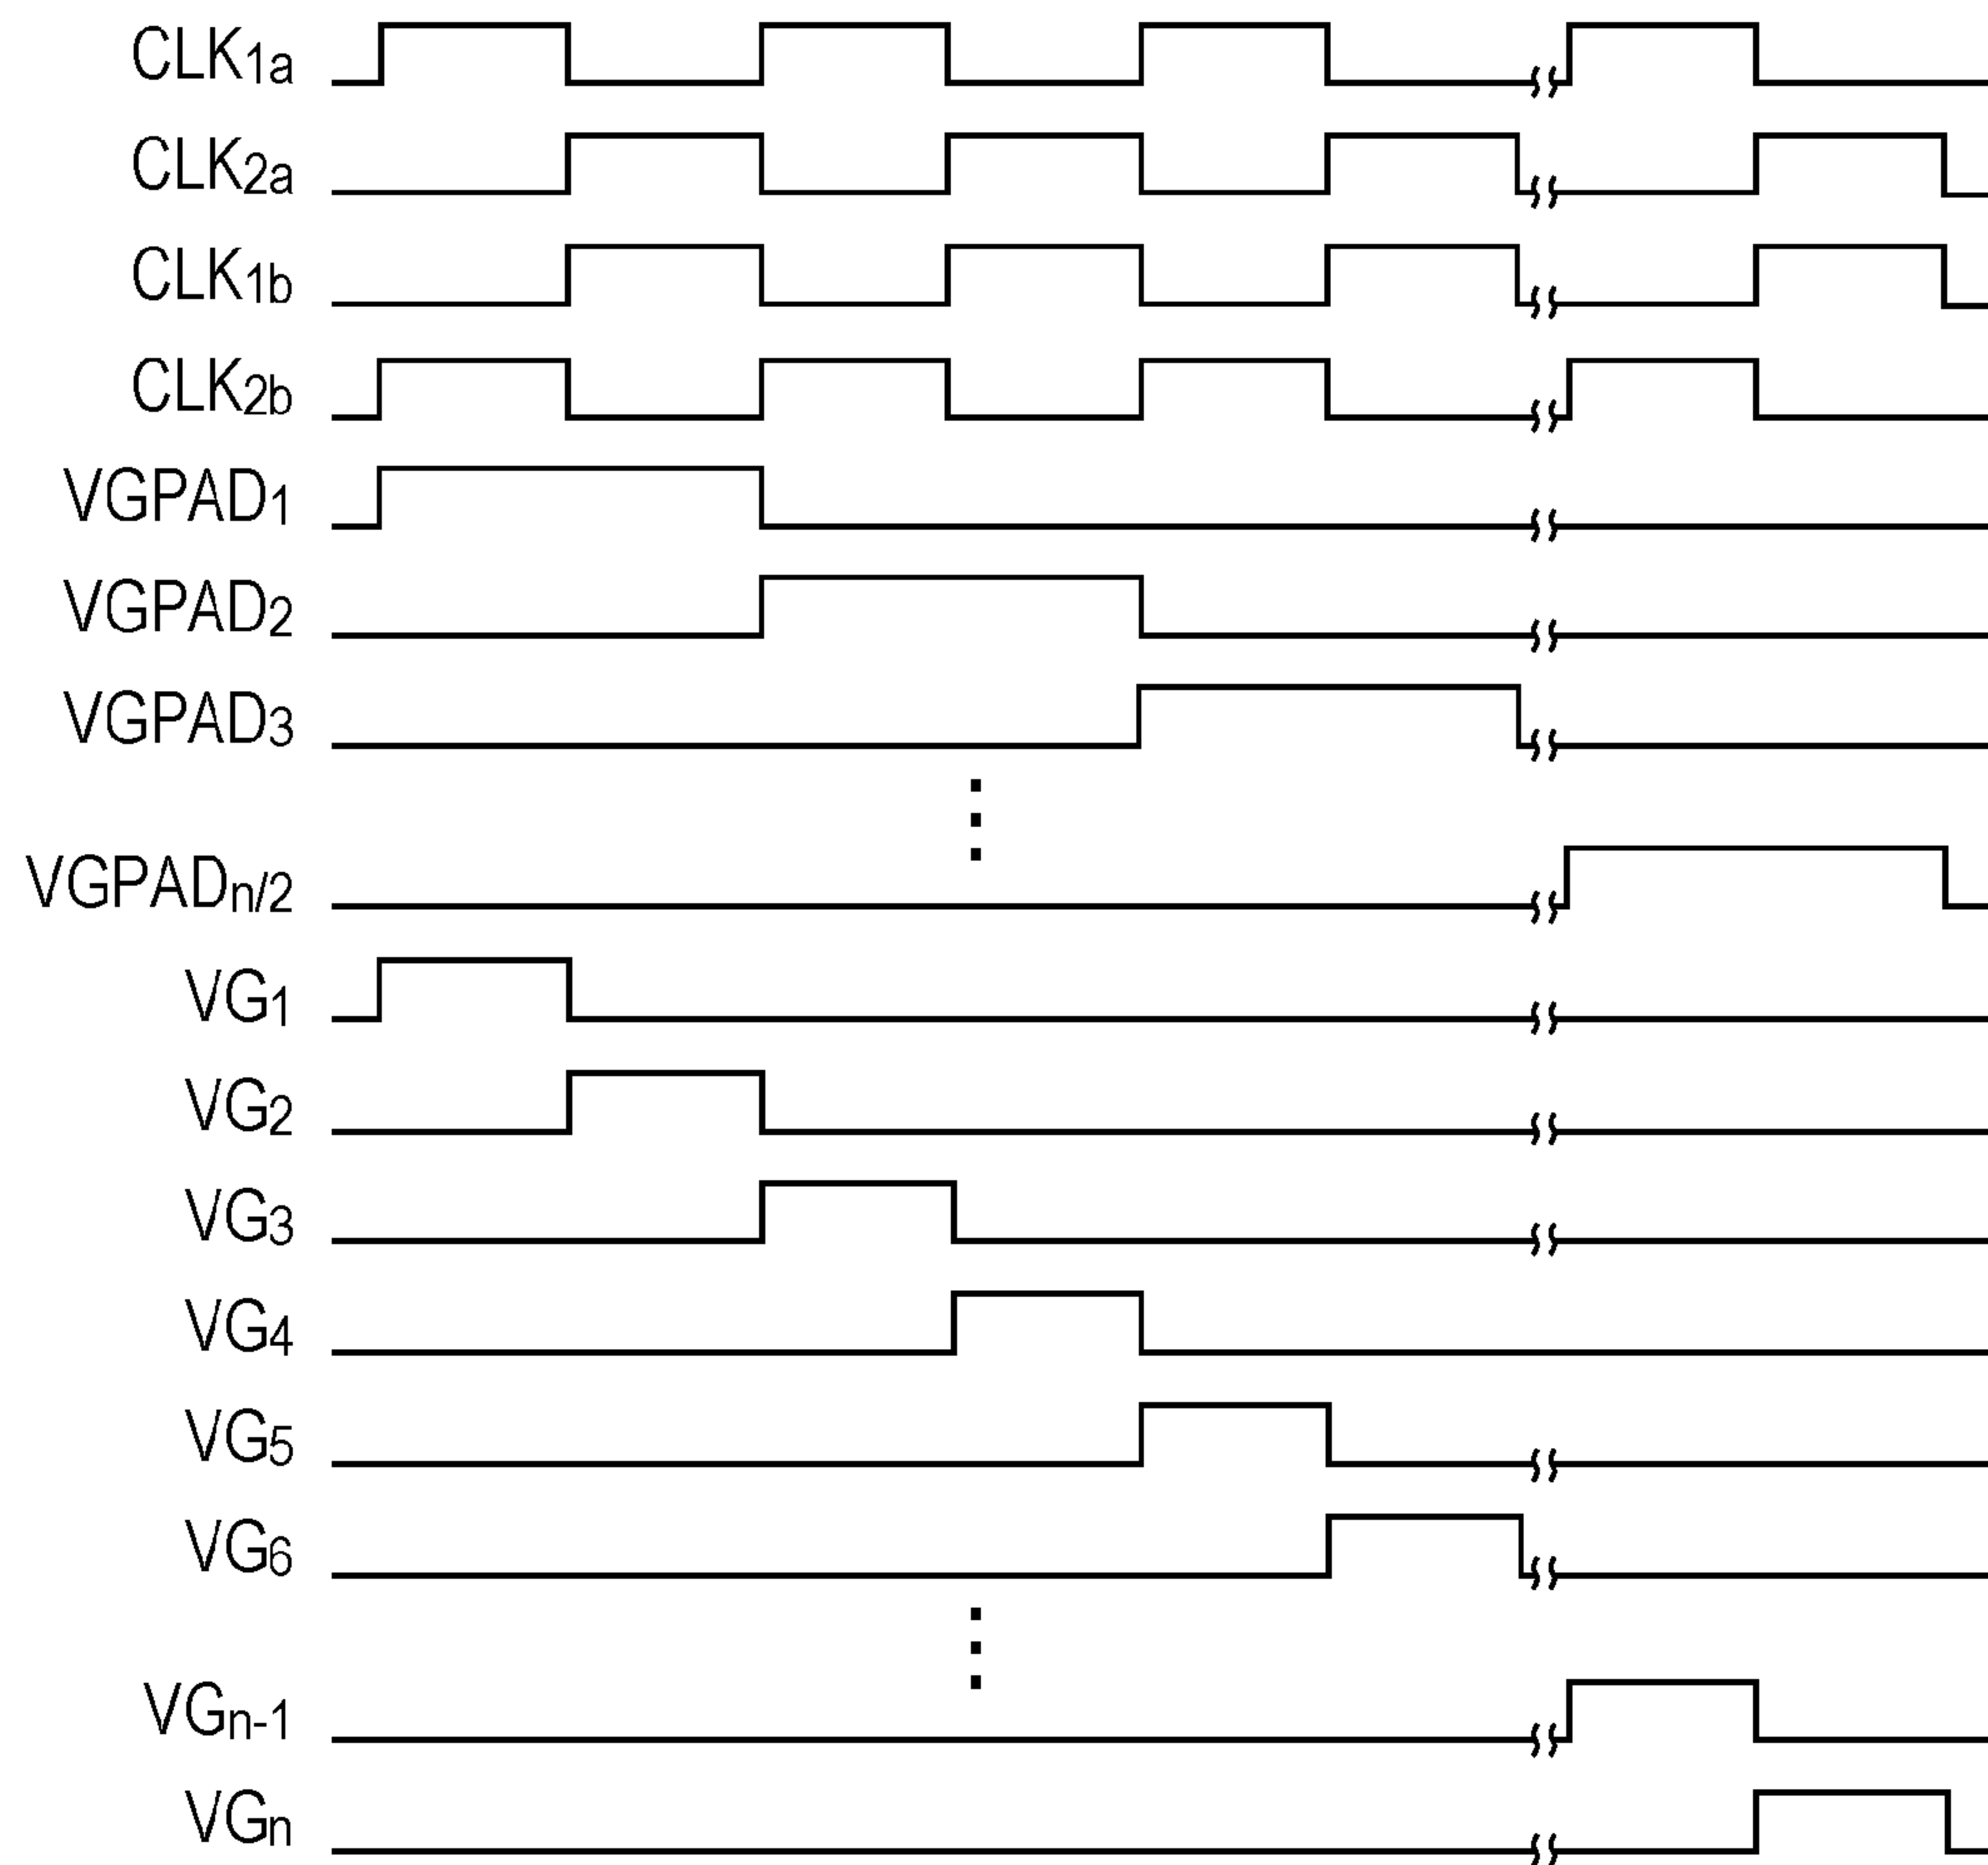 CLK1a
CLK2a
CLK1b
CLK2b
VGPAD1
VGPAD2
VGPAD3
VGPADn/2
VG1
VG2
VG3
VG4
VG5
VG6
VGn-1
VGn